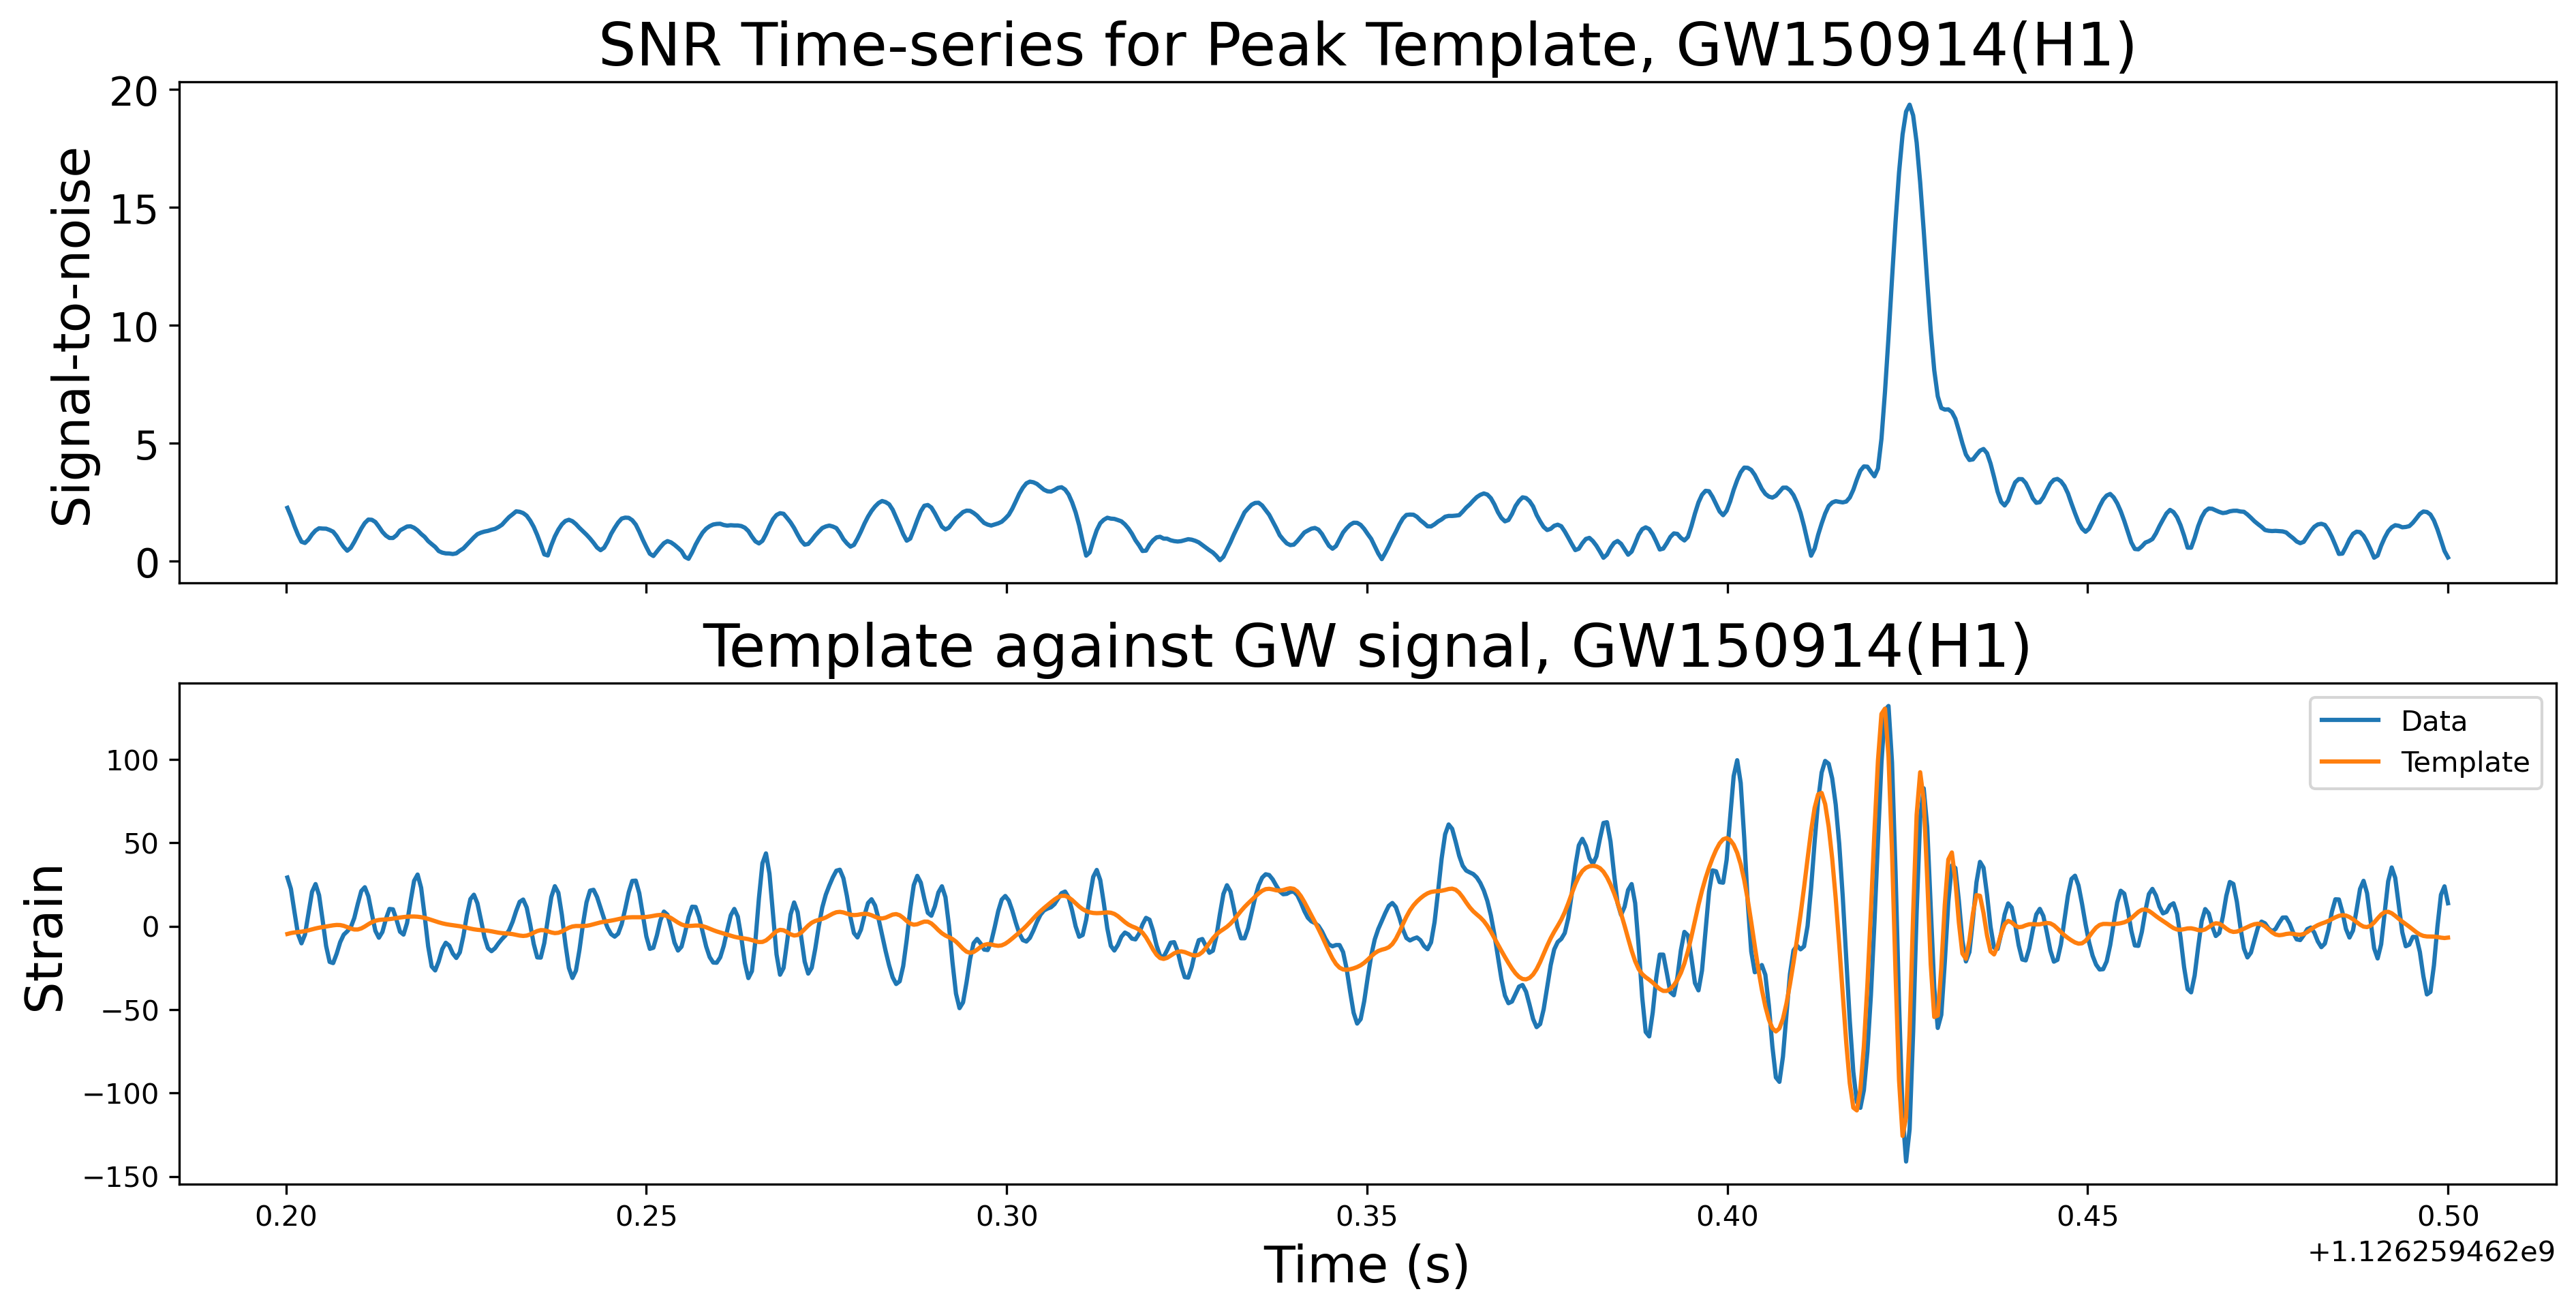 SNR Time-series for Peak Template, GW150914(H1)
20
15
10
5
0
Signal-to-noise
Template against GW signal, GW150914(H1)
Data
Template
100
50
0
−50
−100
−150
Strain
0.20 0.25 0.30 0.35 0.40 0.45 0.50
+1.126259462e9
Time (s)